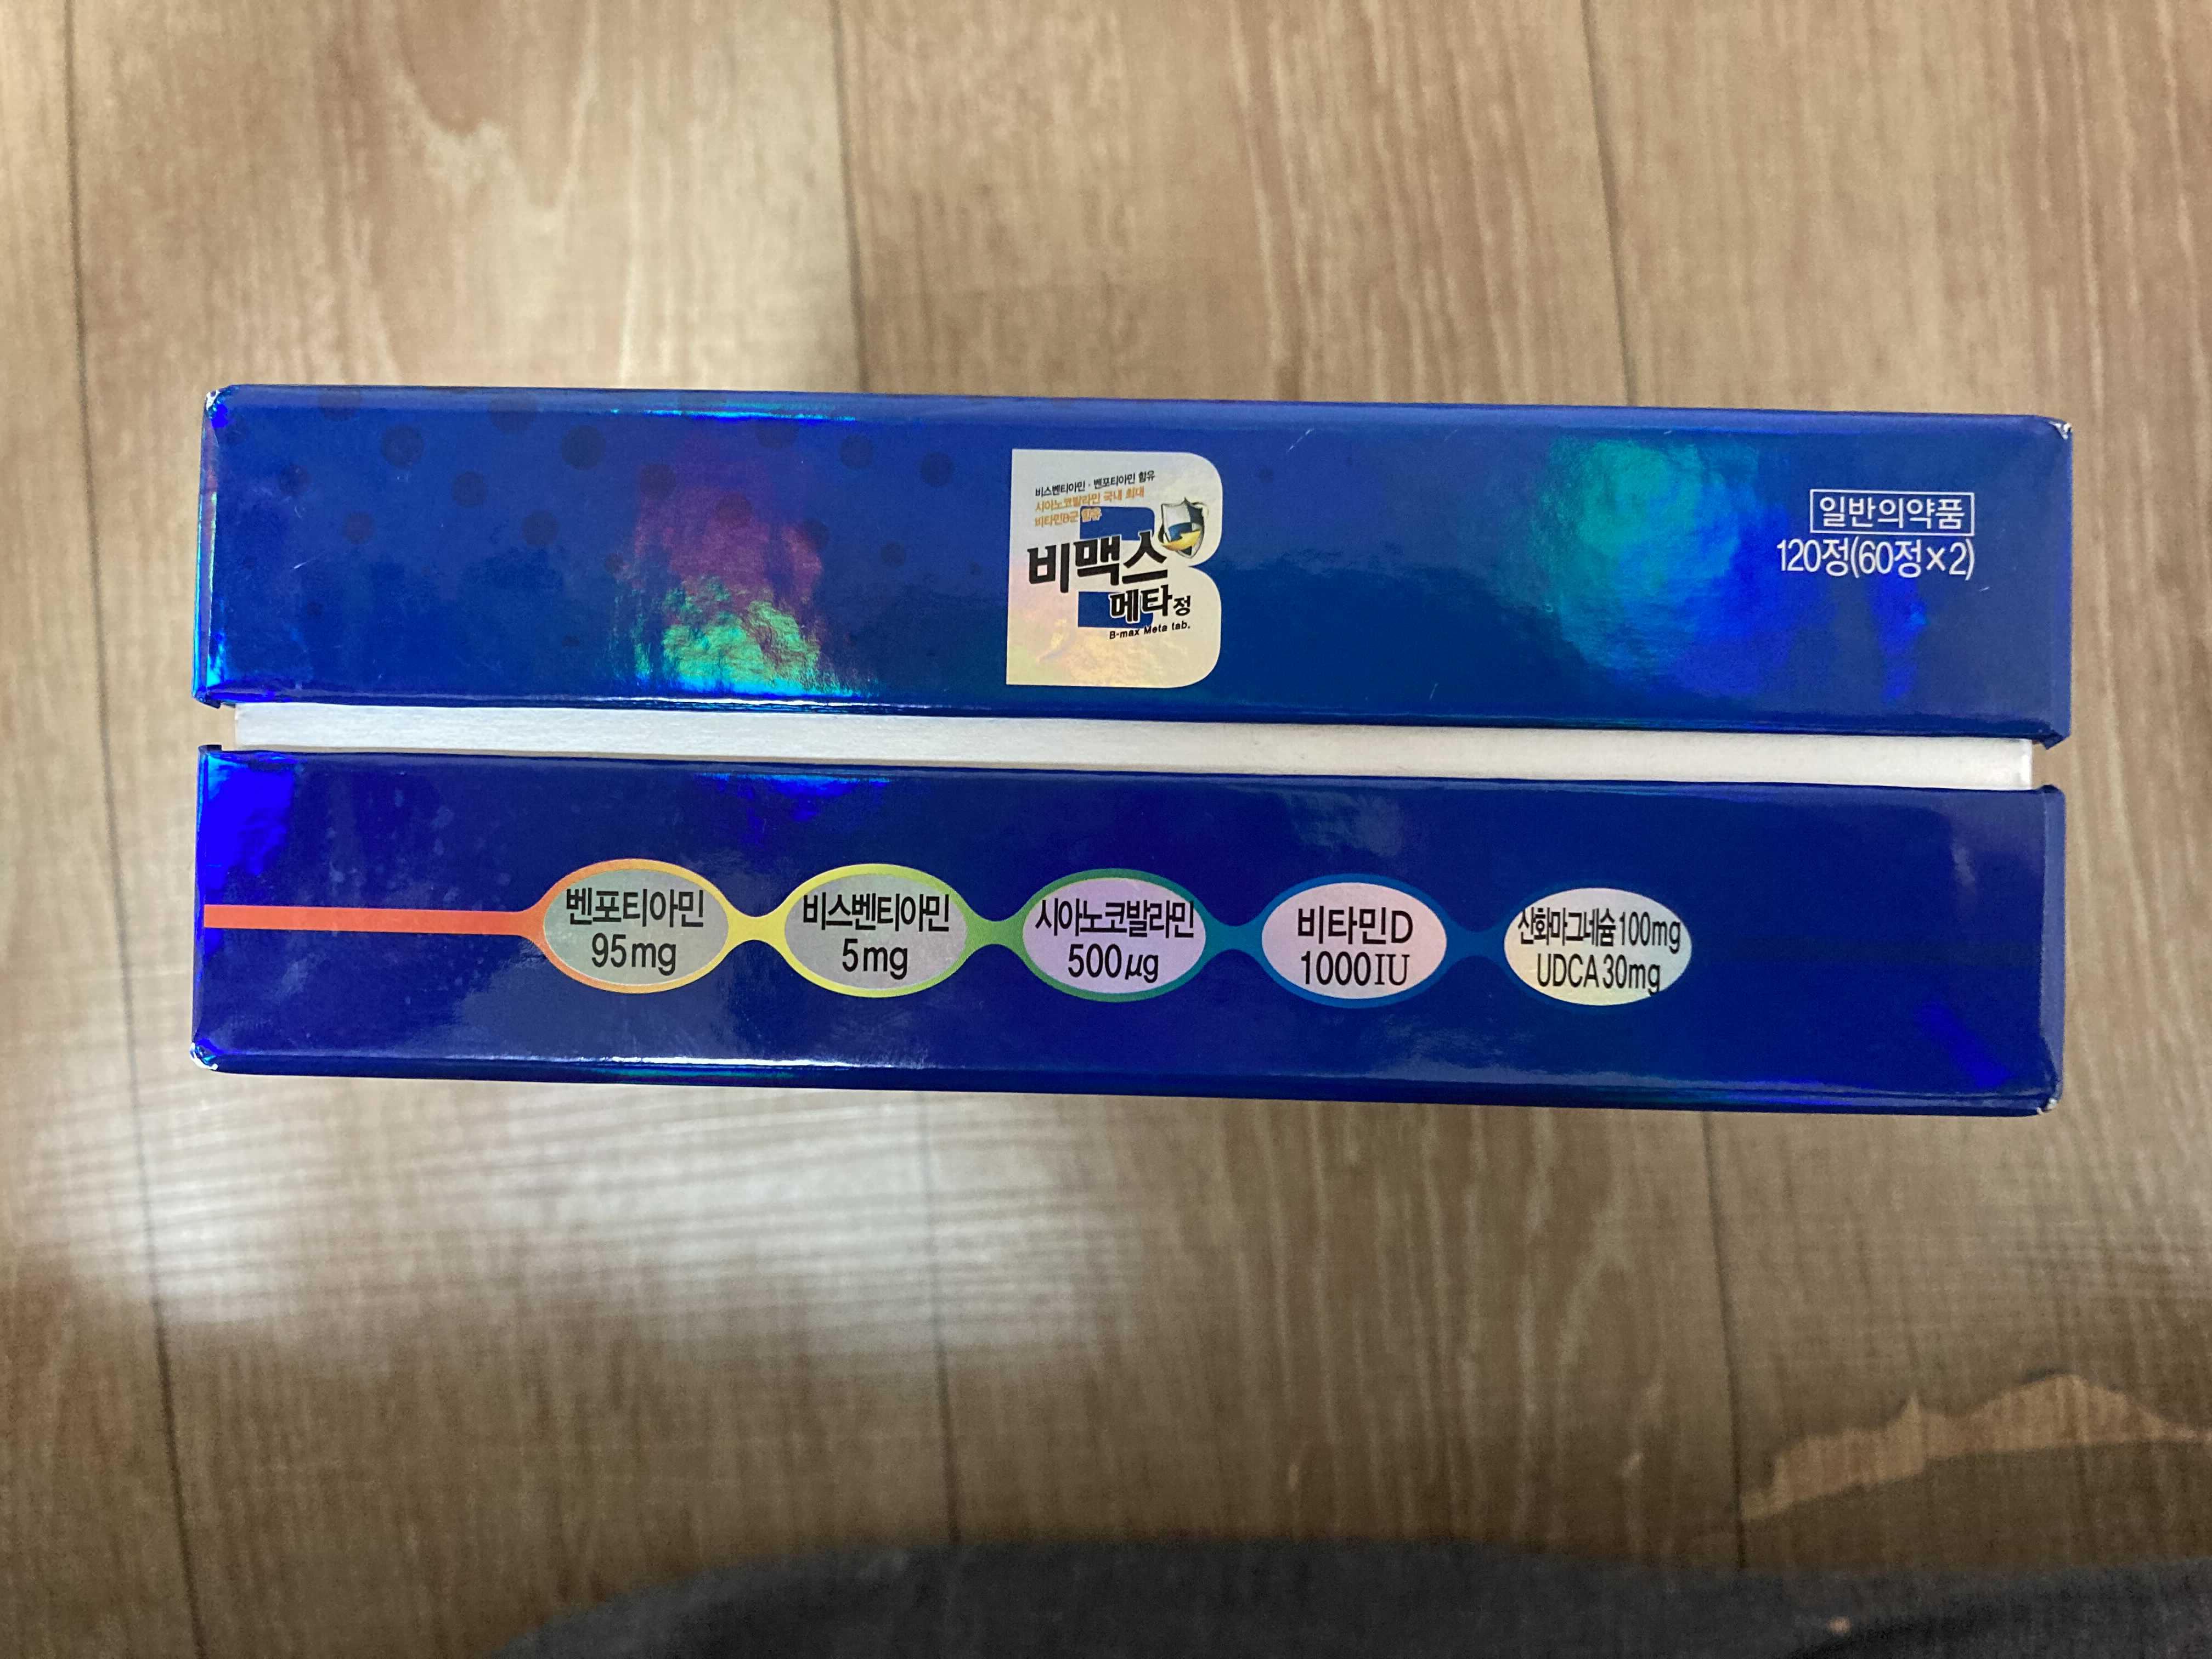 비스벤티아민 · 벤포티아민 함유
시아노코발라민 국내 최대
비타민B군 함유
비맥스
메타정
B-max Meta tab.
일반의약품
120정(60정×2)
벤포티아민
95mg
비스벤티아민
5mg
시아노코발라민
500μg
비타민D
1000IU
산화마그네슘 100mg
UDCA 30mg